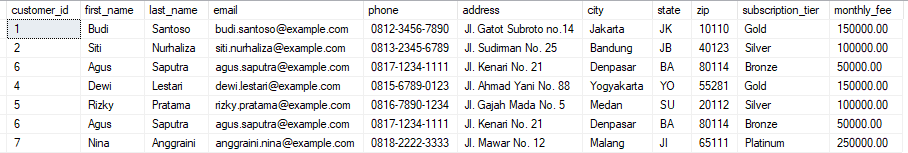 customer_id first_name last_name email phone address city state zip subscription_tier monthly_fee
1 Budi Santoso budi.santoso@example.com 0812-3456-7890 Jl. Gatot Subroto no.14 Jakarta JK 10110 Gold 150000.00
2 Siti Nurhaliza siti.nurhaliza@example.com 0813-2345-6789 Jl. Sudirman No. 25 Bandung JB 40123 Silver 100000.00
6 Agus Saputra agus.saputra@example.com 0817-1234-1111 Jl. Kenari No. 21 Denpasar BA 80114 Bronze 50000.00
4 Dewi Lestari dewi.lestari@example.com 0815-6789-0123 Jl. Ahmad Yani No. 88 Yogyakarta YO 55281 Gold 150000.00
5 Rizky Pratama rizky.pratama@example.com 0816-7890-1234 Jl. Gajah Mada No. 5 Medan SU 20112 Silver 100000.00
6 Agus Saputra agus.saputra@example.com 0817-1234-1111 Jl. Kenari No. 21 Denpasar BA 80114 Bronze 50000.00
7 Nina Anggraini anggraini.nina@example.com 0818-2222-3333 Jl. Mawar No. 12 Malang JI 65111 Platinum 250000.00